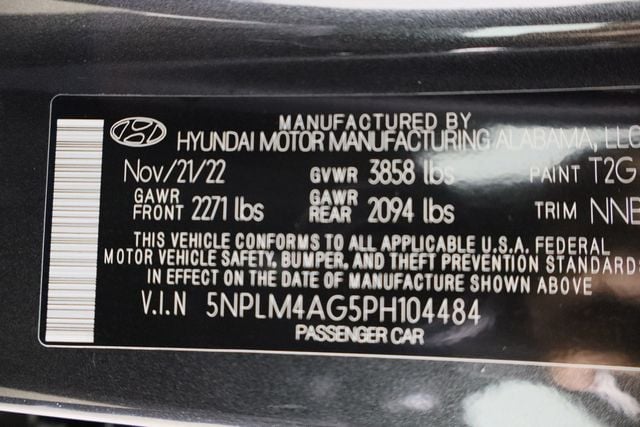 MANUFACTURED BY
HYUNDAI MOTOR MANUFACTURING ALABAMA, LLC
Nov/21/22 GVWR 3858 lbs PAINT T2G
GAWR FRONT 2271 lbs GAWR REAR 2094 lbs TRIM NNB
THIS VEHICLE CONFORMS TO ALL APPLICABLE U.S.A. FEDERAL
MOTOR VEHICLE SAFETY, BUMPER, AND THEFT PREVENTION STANDARDS
IN EFFECT ON THE DATE OF MANUFACTURE SHOWN ABOVE
V.I.N 5NPLM4AG5PH104484
PASSENGER CAR